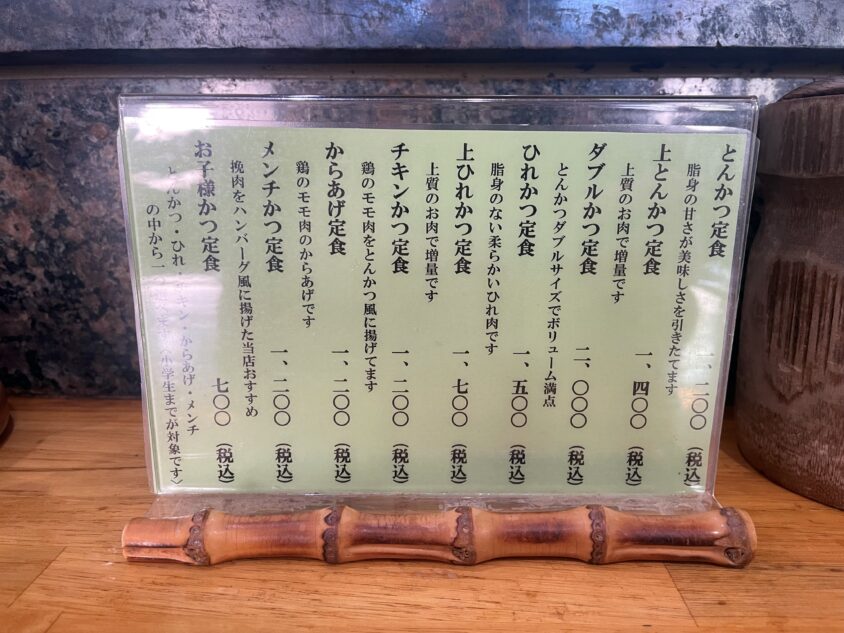 とんかつ定食 一、二〇〇（税込）
脂身の甘さが美味しさを引きたてます
上とんかつ定食 一、四〇〇（税込）
上質のお肉で増量です
ダブルかつ定食 二、〇〇〇（税込）
とんかつダブルサイズでボリューム満点
ひれかつ定食 一、五〇〇（税込）
脂身のない柔らかいひれ肉です
上ひれかつ定食 一、七〇〇（税込）
上質のお肉で増量です
チキンかつ定食 一、二〇〇（税込）
鶏のモモ肉をとんかつ風に揚げてます
からあげ定食 一、二〇〇（税込）
鶏のモモ肉のからあげです
メンチかつ定食 一、二〇〇（税込）
挽肉をハンバーグ風に揚げた当店おすすめ
お子様かつ定食 七〇〇（税込）
とんかつ・ひれ・チキン・からあげ・メンチ
の中から一 小学生までが対象です）